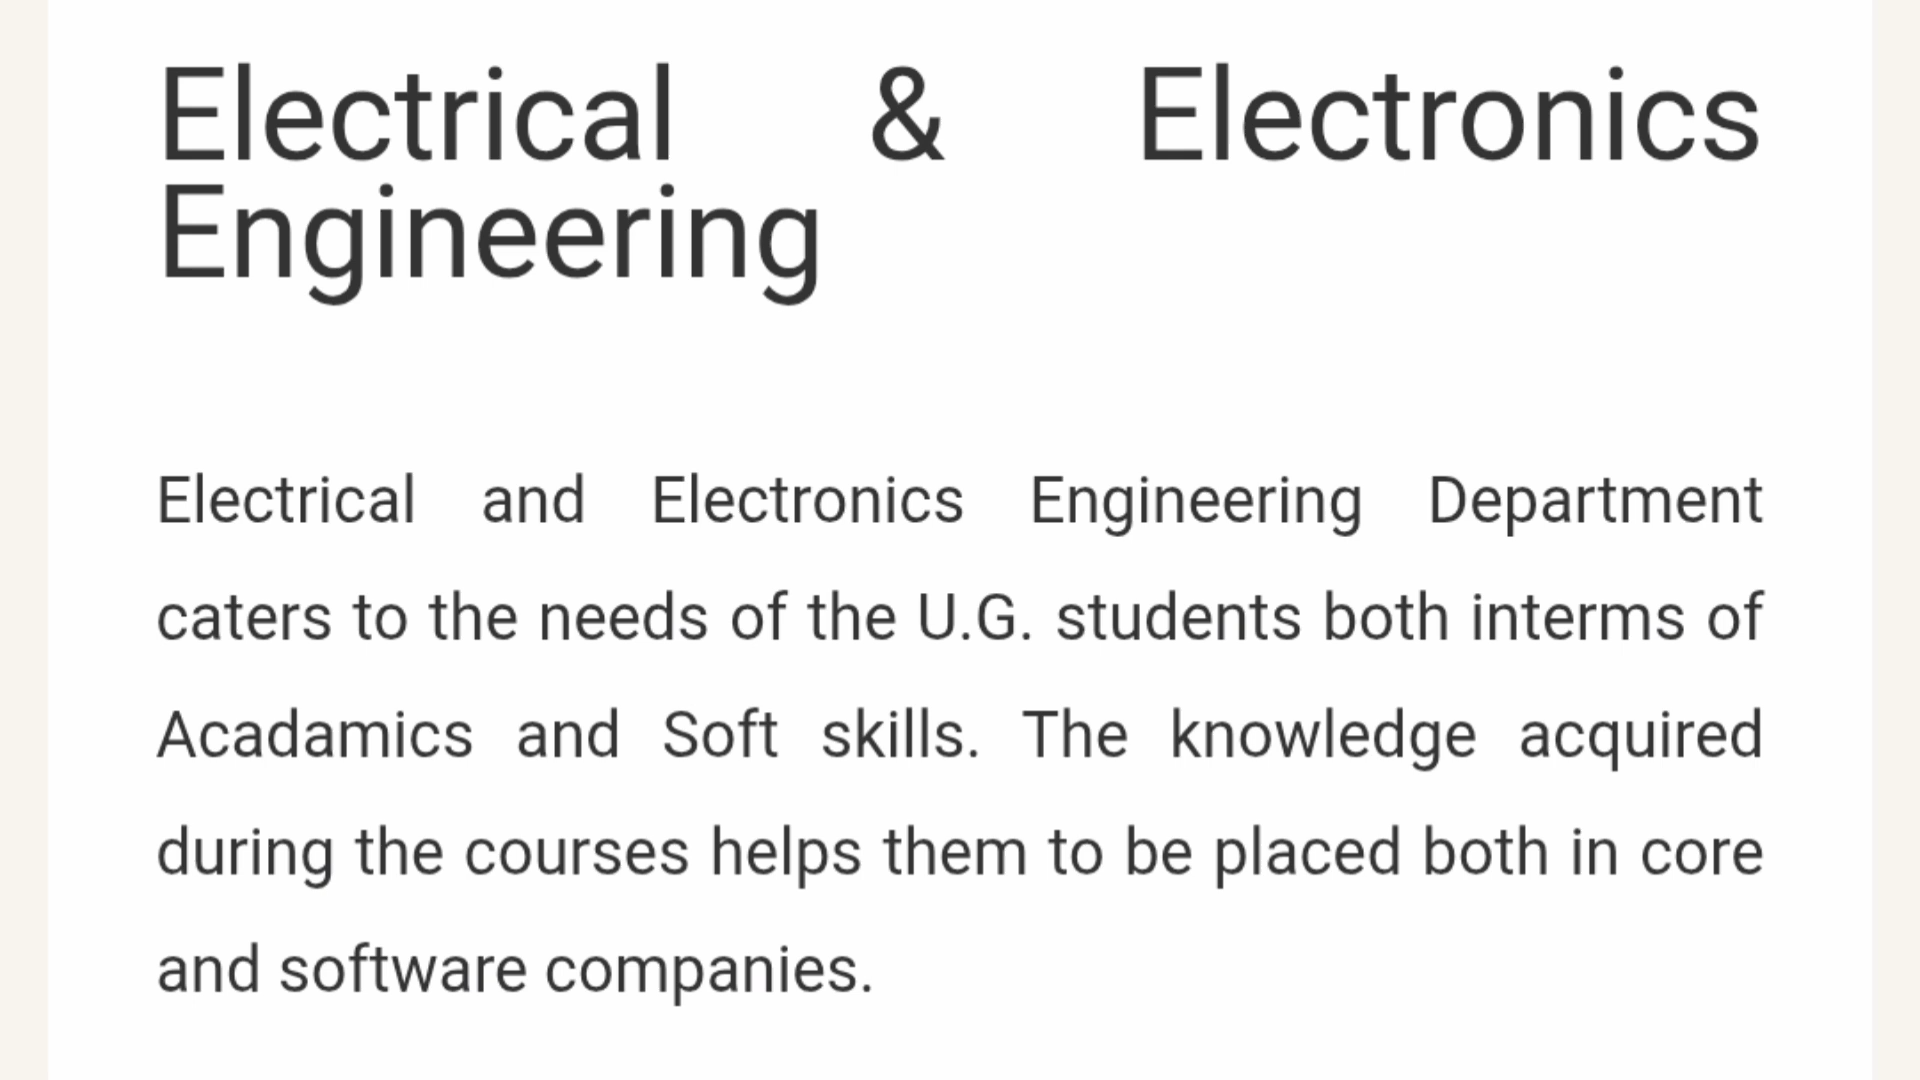 Electrical & Electronics
Engineering
Electrical and Electronics Engineering Department
caters to the needs of the U.G. students both interms of
Acadamics and Soft skills. The knowledge acquired
during the courses helps them to be placed both in core
and software companies.